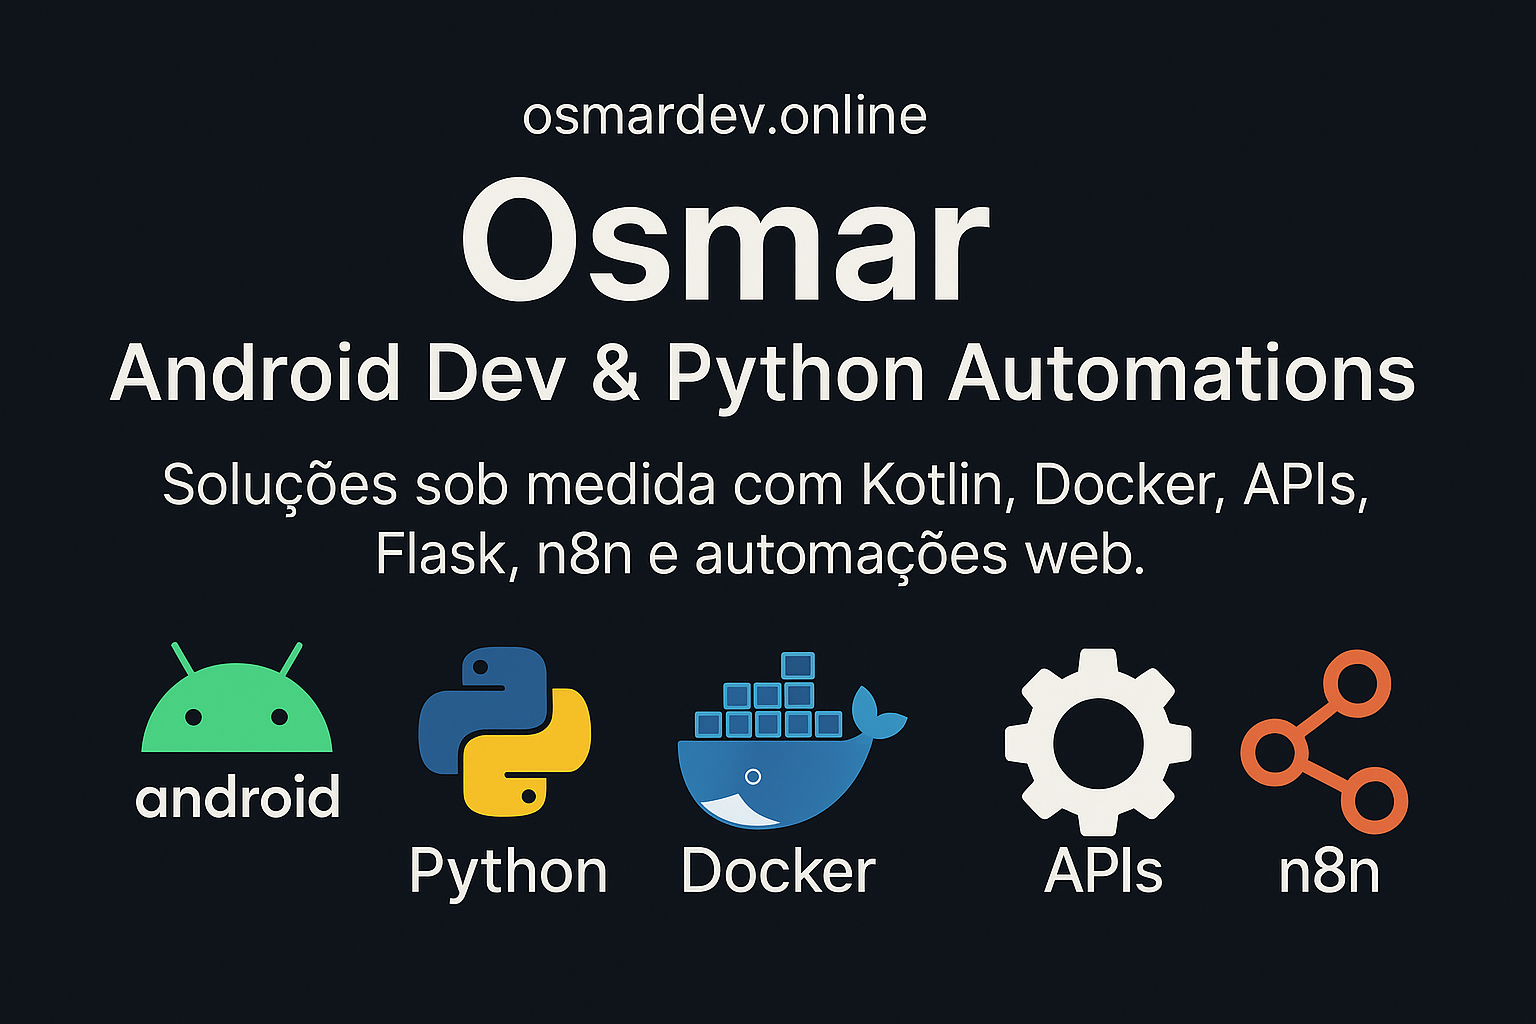 osmardev.online
Osmar
Android Dev & Python Automations
Soluções sob medida com Kotlin, Docker, APIs,
Flask, n8n e automações web.
android
Python
Docker
APIs
n8n